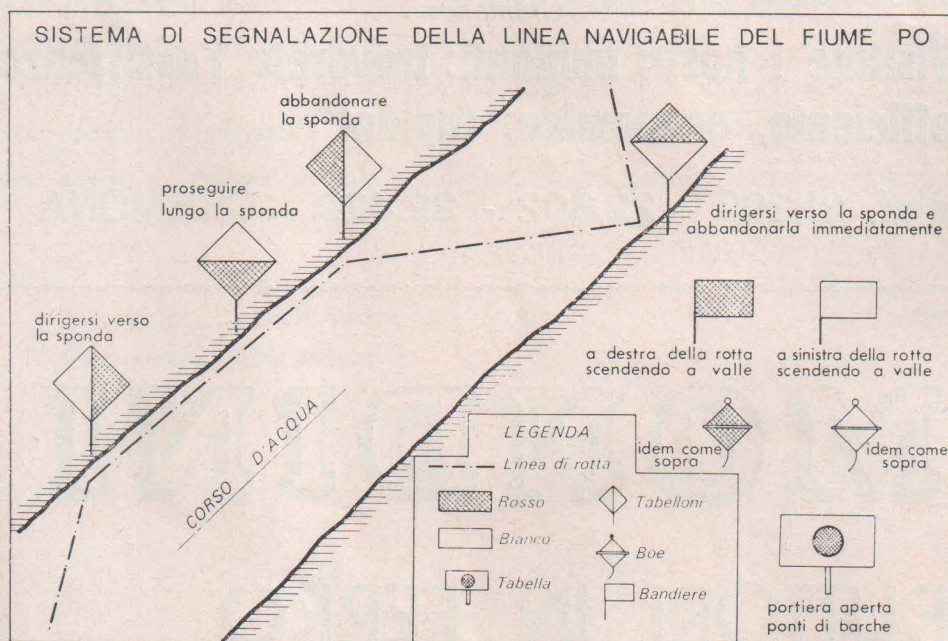 SISTEMA DI SEGNALAZIONE DELLA LINEA NAVIGABILE DEL FIUME PO
abbandonare
la sponda
proseguire
lungo la sponda
dirigersi verso
la sponda
dirigersi verso la sponda e
abbandonarla immediatamente
a destra della rotta
scendendo a valle
a sinistra della rotta
scendendo a valle
idem come
sopra
idem come
sopra
CORSO D'ACQUA
LEGENDA
Linea di rotta
Rosso
Tabelloni
Bianco
Boe
Tabella
Bandiere
portiera aperta
ponti di barche